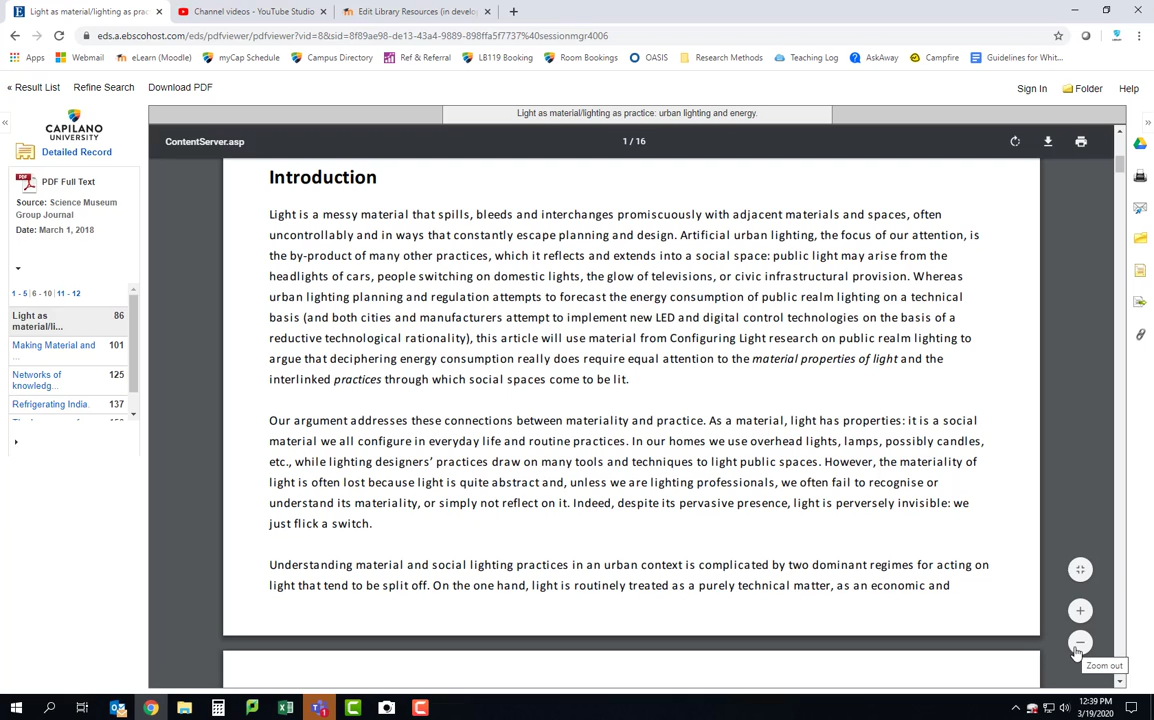 Light as material/lighting as prac
Channel videos - YouTube Studio
Edit Library Resources (in develo
eds.a.ebscohost.com/eds/pdfviewer/pdfviewer?vid=8&sid=8f89ae98-de13-43a4-9889-898ffa5f7737%40sessionmgr4006
Apps Webmail eLearn (Moodle) myCap Schedule Campus Directory Ref & Referral LB119 Booking Room Bookings OASIS Research Methods Teaching Log AskAway Campfire Guidelines for Whit...
« Result List Refine Search Download PDF
Sign In Folder Help
Light as material/lighting as practice: urban lighting and energy.
CAPILANO
UNIVERSITY
Detailed Record
PDF Full Text
Source: Science Museum
Group Journal
Date: March 1, 2018
1 - 5 | 6 - 10 | 11 - 12
Light as 86
material/li...
Making Material and 101
...
Networks of 125
knowledg...
Refrigerating India. 137
ContentServer.asp 1 / 16
Introduction
Light is a messy material that spills, bleeds and interchanges promiscuously with adjacent materials and spaces, often
uncontrollably and in ways that constantly escape planning and design. Artificial urban lighting, the focus of our attention, is
the by-product of many other practices, which it reflects and extends into a social space: public light may arise from the
headlights of cars, people switching on domestic lights, the glow of televisions, or civic infrastructural provision. Whereas
urban lighting planning and regulation attempts to forecast the energy consumption of public realm lighting on a technical
basis (and both cities and manufacturers attempt to implement new LED and digital control technologies on the basis of a
reductive technological rationality), this article will use material from Configuring Light research on public realm lighting to
argue that deciphering energy consumption really does require equal attention to the material properties of light and the
interlinked practices through which social spaces come to be lit.
Our argument addresses these connections between materiality and practice. As a material, light has properties: it is a social
material we all configure in everyday life and routine practices. In our homes we use overhead lights, lamps, possibly candles,
etc., while lighting designers' practices draw on many tools and techniques to light public spaces. However, the materiality of
light is often lost because light is quite abstract and, unless we are lighting professionals, we often fail to recognise or
understand its materiality, or simply not reflect on it. Indeed, despite its pervasive presence, light is perversely invisible: we
just flick a switch.
Understanding material and social lighting practices in an urban context is complicated by two dominant regimes for acting on
light that tend to be split off. On the one hand, light is routinely treated as a purely technical matter, as an economic and
Zoom out
12:39 PM
3/19/2020